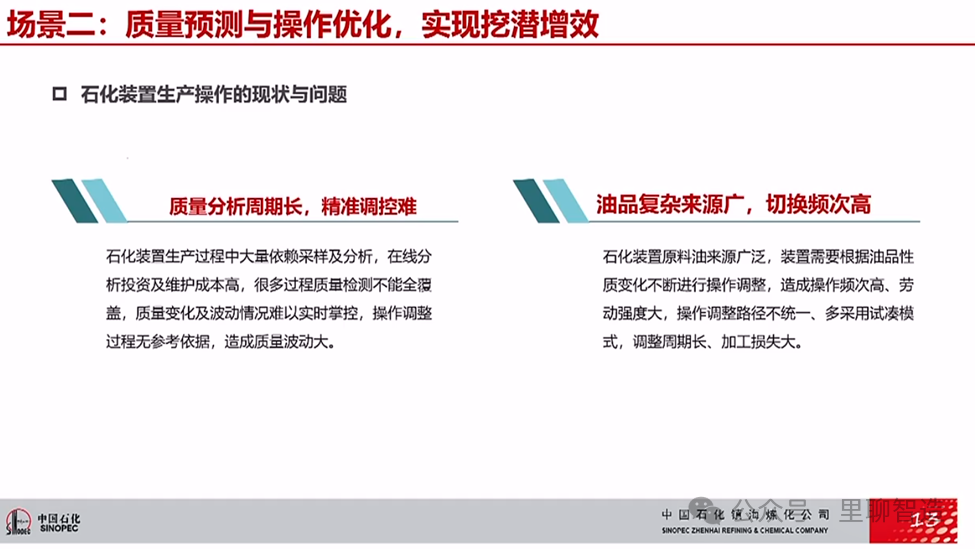 场景二：质量预测与操作优化，实现挖潜增效
石化装置生产操作的现状与问题
质量分析周期长，精准调控难
石化装置生产过程中大量依赖采样及分析，在线分
析投资及维护成本高，很多过程质量检测不能全覆
盖，质量变化及波动情况难以实时掌控，操作调整
过程无参考依据，造成质量波动大。
油品复杂来源广，切换频次高
石化装置原料油来源广泛，装置需要根据油品性
质变化不断进行操作调整，造成操作频次高、劳
动强度大，操作调整路径不统一、多采用试凑模
式，调整周期长、加工损失大。
中国石化
SINOPEC
中国石化镇海炼化公司
SINOPEC ZHENHAI REFINING & CHEMICAL COMPANY
公众号 里聊智造
13